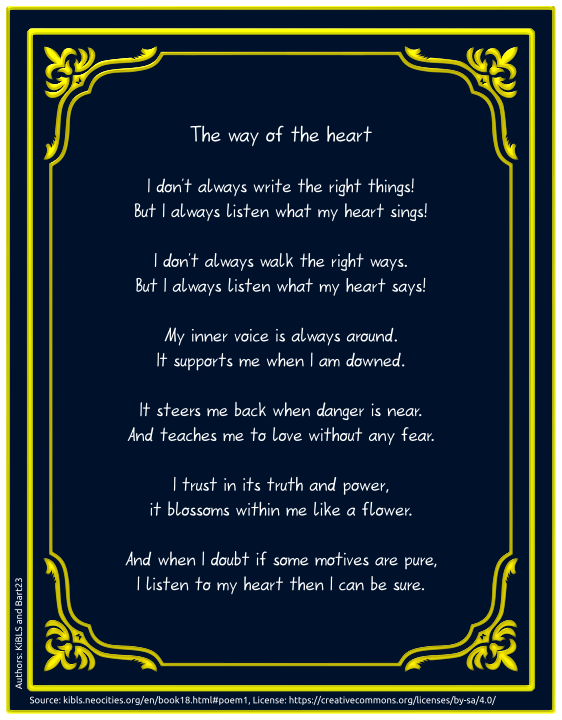 The way of the heart
I don't always write the right things!
But I always listen what my heart sings!
I don't always walk the right ways.
But I always listen what my heart says!
My inner voice is always around.
It supports me when I am downed.
It steers me back when danger is near.
And teaches me to love without any fear.
I trust in its truth and power,
it blossoms within me like a flower.
And when I doubt if some motives are pure,
I listen to my heart then I can be sure.
Authors: KiBLS and Bart23
Source: kibls.neocities.org/en/book18.html#poem1, License: https://creativecommons.org/licenses/by-sa/4.0/